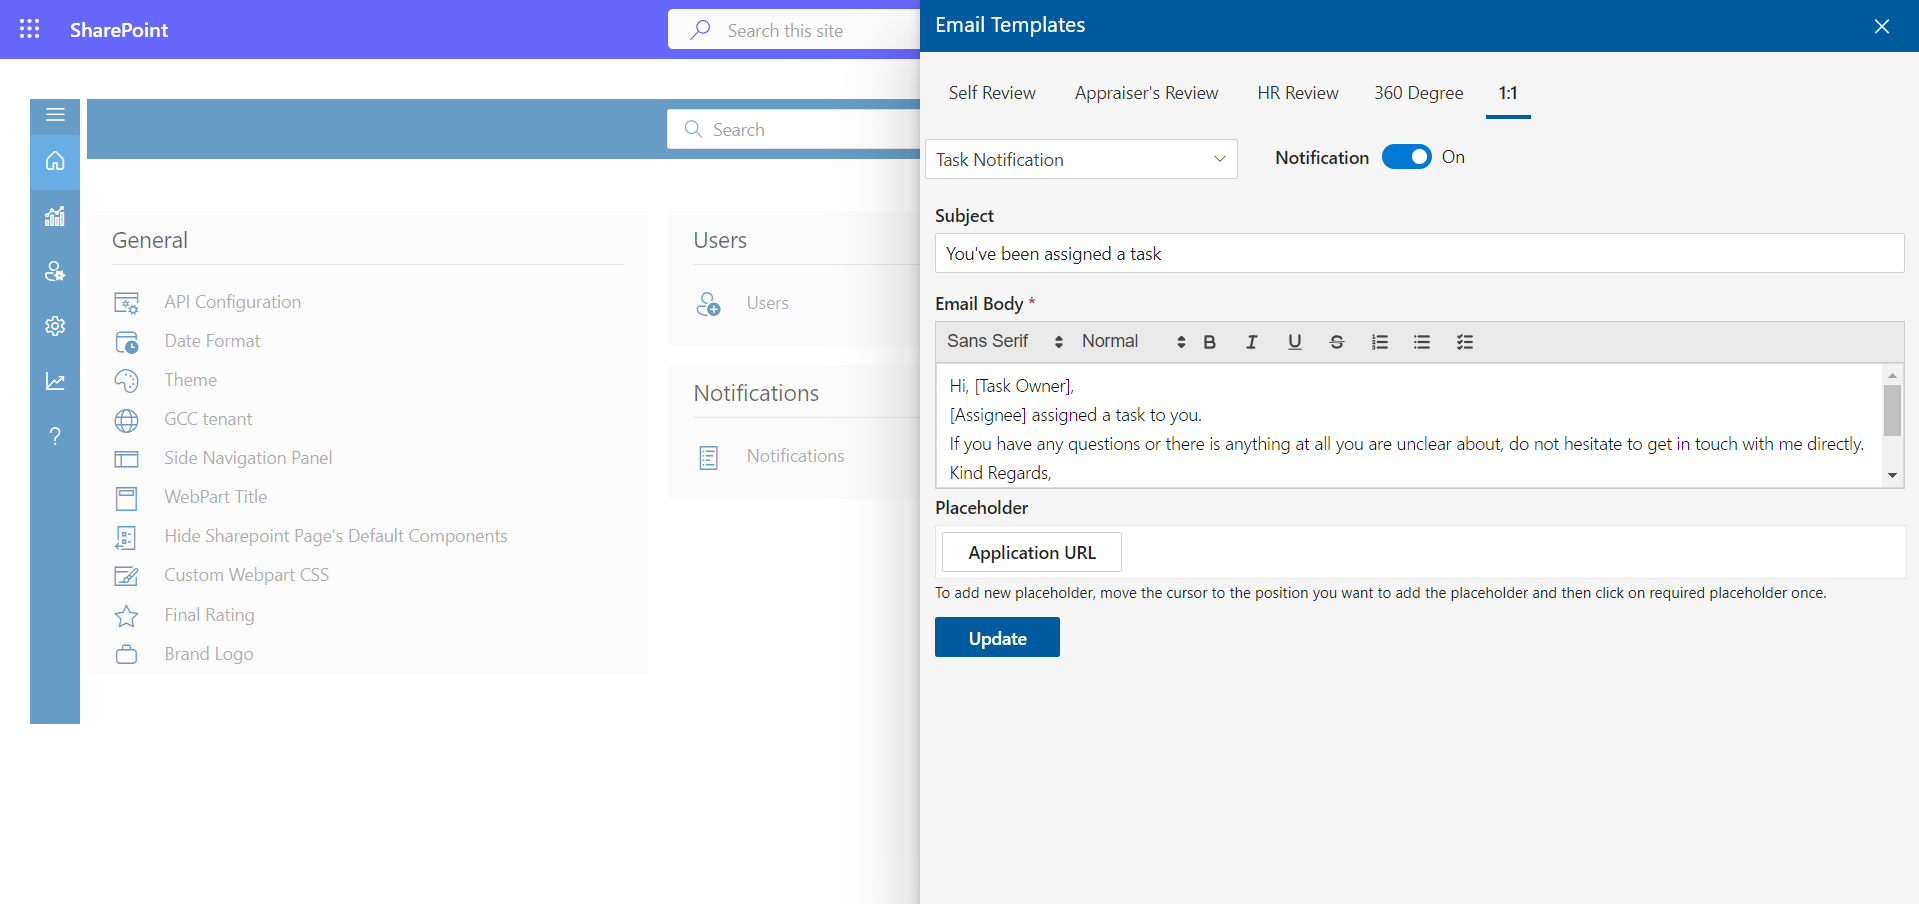 SharePoint
Search this site
Search
General
API Configuration
Date Format
Theme
GCC tenant
Side Navigation Panel
WebPart Title
Hide Sharepoint Page's Default Components
Custom Webpart CSS
Final Rating
Brand Logo
Users
Users
Notifications
Notifications
Email Templates
Self Review Appraiser's Review HR Review 360 Degree 1:1
Task Notification Notification On
Subject
You've been assigned a task
Email Body *
Sans Serif Normal B I U S
Hi, [Task Owner],
[Assignee] assigned a task to you.
If you have any questions or there is anything at all you are unclear about, do not hesitate to get in touch with me directly.
Kind Regards,
Placeholder
Application URL
To add new placeholder, move the cursor to the position you want to add the placeholder and then click on required placeholder once.
Update